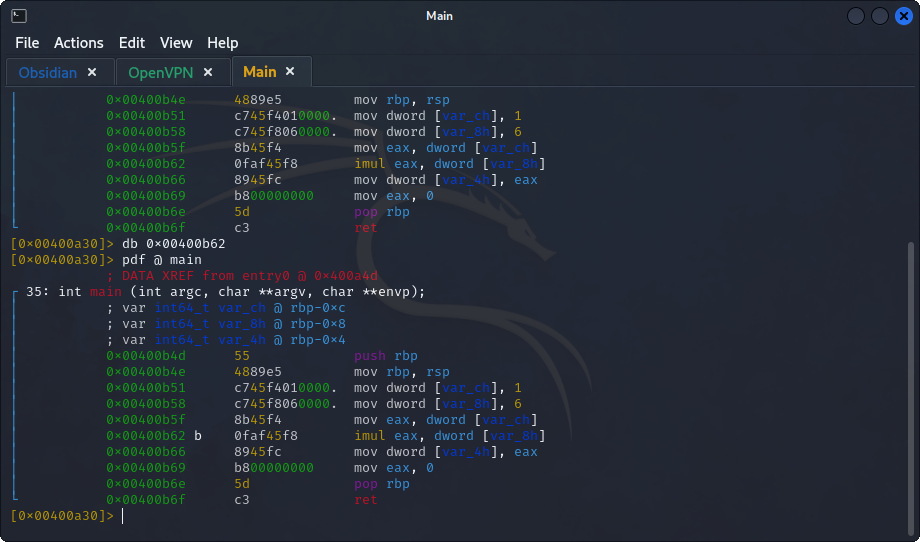 Main
File Actions Edit View Help
Obsidian × OpenVPN × Main ×
0×00400b4e 4889e5 mov rbp, rsp
0×00400b51 c745f4010000. mov dword [var_ch], 1
0×00400b58 c745f8060000. mov dword [var_8h], 6
0×00400b5f 8b45f4 mov eax, dword [var_ch]
0×00400b62 0faf45f8 imul eax, dword [var_8h]
0×00400b66 8945fc mov dword [var_4h], eax
0×00400b69 b800000000 mov eax, 0
0×00400b6e 5d pop rbp
0×00400b6f c3 ret
[0×00400a30]> db 0×00400b62
[0×00400a30]> pdf @ main
; DATA XREF from entry0 @ 0×400a4d
35: int main (int argc, char **argv, char **envp);
; var int64_t var_ch @ rbp-0×c
; var int64_t var_8h @ rbp-0×8
; var int64_t var_4h @ rbp-0×4
0×00400b4d 55 push rbp
0×00400b4e 4889e5 mov rbp, rsp
0×00400b51 c745f4010000. mov dword [var_ch], 1
0×00400b58 c745f8060000. mov dword [var_8h], 6
0×00400b5f 8b45f4 mov eax, dword [var_ch]
0×00400b62 b 0faf45f8 imul eax, dword [var_8h]
0×00400b66 8945fc mov dword [var_4h], eax
0×00400b69 b800000000 mov eax, 0
0×00400b6e 5d pop rbp
0×00400b6f c3 ret
[0×00400a30]>